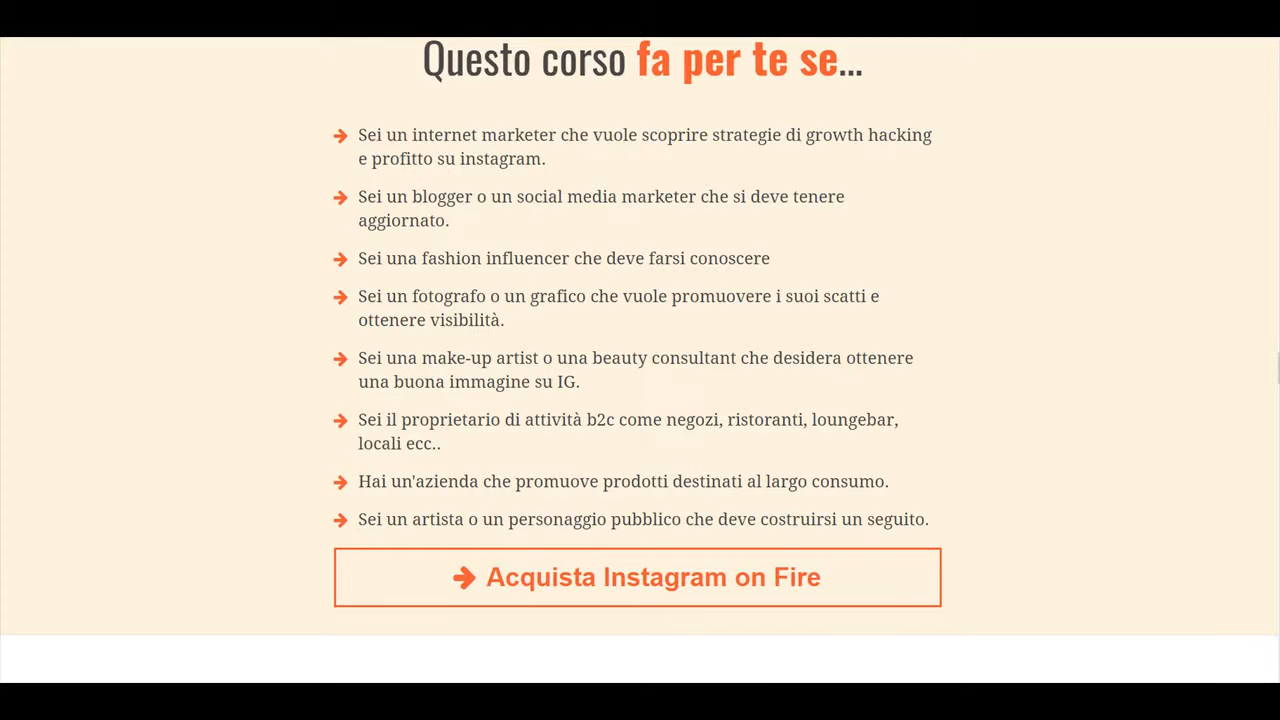 Questo corso fa per te se...
Sei un internet marketer che vuole scoprire strategie di growth hacking
e profitto su instagram.
Sei un blogger o un social media marketer che si deve tenere
aggiornato.
Sei una fashion influencer che deve farsi conoscere
Sei un fotografo o un grafico che vuole promuovere i suoi scatti e
ottenere visibilità.
Sei una make-up artist o una beauty consultant che desidera ottenere
una buona immagine su IG.
Sei il proprietario di attività b2c come negozi, ristoranti, loungebar,
locali ecc..
Hai un'azienda che promuove prodotti destinati al largo consumo.
Sei un artista o un personaggio pubblico che deve costruirsi un seguito.
Acquista Instagram on Fire